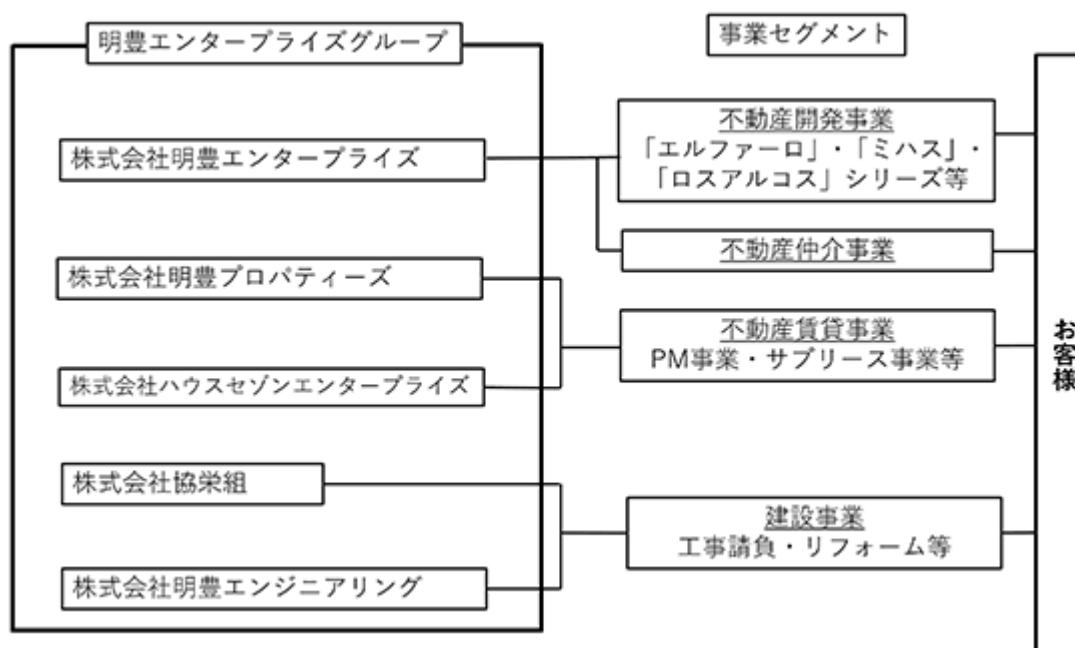 明豊エンタープライズグループ
事業セグメント
株式会社明豊エンタープライズ
不動産開発事業
「エルファーロ」・「ミハス」・
「ロスアルコス」シリーズ等
不動産仲介事業
株式会社明豊プロパティーズ
不動産賃貸事業
PM事業・サブリース事業等
株式会社ハウスセゾンエンタープライズ
株式会社協栄組
建設事業
工事請負・リフォーム等
株式会社明豊エンジニアリング
お客様